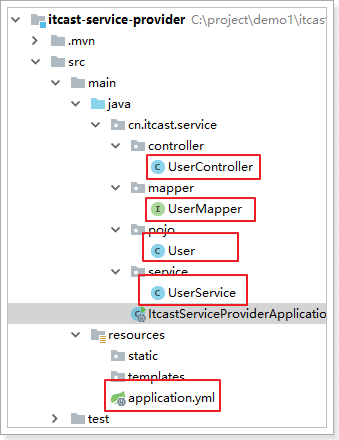 itcast-service-provider C:\project\demo1\itcast
.mvn
src
main
java
cn.itcast.service
controller
UserController
mapper
UserMapper
pojo
User
service
UserService
ItcastServiceProviderApplication
resources
static
templates
application.yml
test